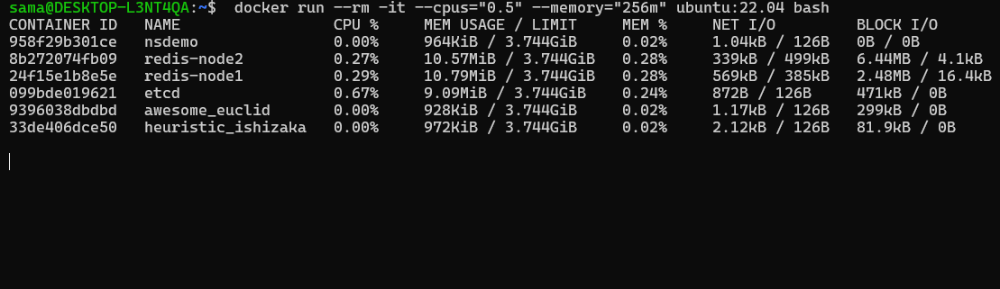 sama@DESKTOP-L3NT4QA:~$  docker run --rm -it --cpus="0.5" --memory="256m" ubuntu:22.04 bash
CONTAINER ID   NAME                 CPU %     MEM USAGE / LIMIT     MEM %     NET I/O           BLOCK I/O
958f29b301ce   nsdemo               0.00%     964KiB / 3.744GiB     0.02%     1.04kB / 126B     0B / 0B
8b272074fb09   redis-node2          0.27%     10.57MiB / 3.744GiB   0.28%     339kB / 499kB     6.44MB / 4.1kB
24f15e1b8e5e   redis-node1          0.29%     10.79MiB / 3.744GiB   0.28%     569kB / 385kB     2.48MB / 16.4kB
099bde019621   etcd                 0.67%     9.09MiB / 3.744GiB    0.24%     872B / 126B       471kB / 0B
9396038dbdbd   awesome_euclid       0.00%     928KiB / 3.744GiB     0.02%     1.17kB / 126B     299kB / 0B
33de406dce50   heuristic_ishizaka   0.00%     972KiB / 3.744GiB     0.02%     2.12kB / 126B     81.9kB / 0B